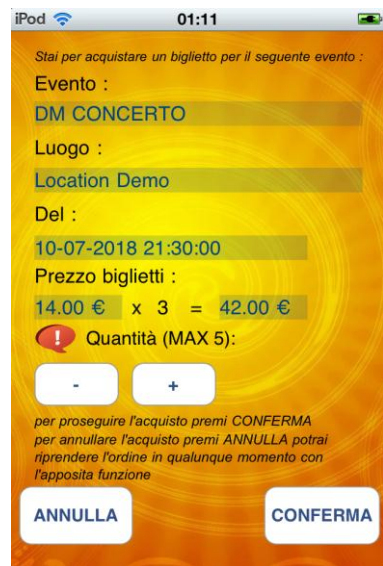 iPod 01:11
Stai per acquistare un biglietto per il seguente evento :
Evento :
DM CONCERTO
Luogo :
Location Demo
Del :
10-07-2018 21:30:00
Prezzo biglietti :
14.00 € x 3 = 42.00 €
! Quantità (MAX 5):
- +
per proseguire l'acquisto premi CONFERMA
per annullare l'acquisto premi ANNULLA potrai
riprendere l'ordine in qualunque momento con
l'apposita funzione
ANNULLA CONFERMA